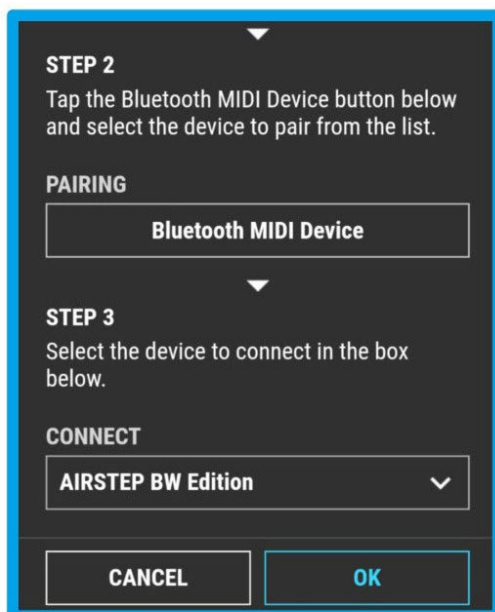 STEP 2
Tap the Bluetooth MIDI Device button below
and select the device to pair from the list.
PAIRING
Bluetooth MIDI Device
STEP 3
Select the device to connect in the box
below.
CONNECT
AIRSTEP BW Edition
CANCEL
OK